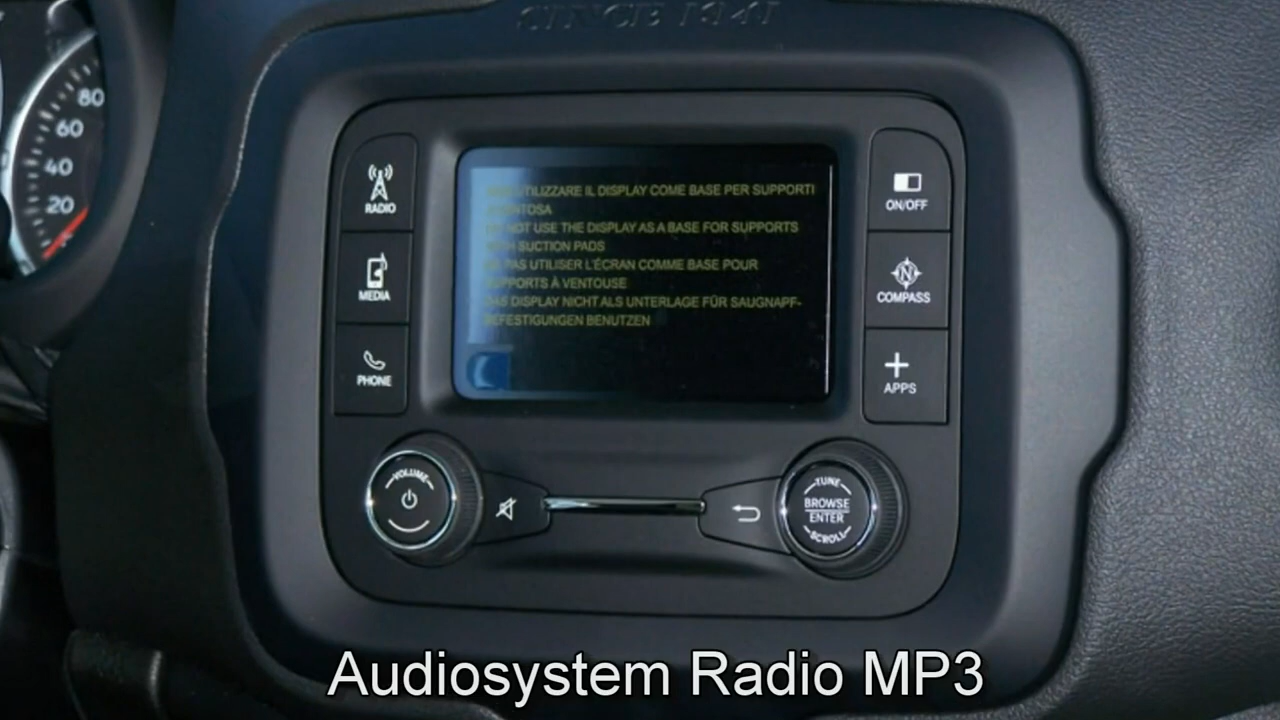 SINCE 1941
80
60
40
20
RADIO
MEDIA
PHONE
UTILIZZARE IL DISPLAY COME BASE PER SUPPORTI
NOT USE THE DISPLAY AS A BASE FOR SUPPORTS
SUCTION PADS
PAS UTILISER L'ÉCRAN COMME BASE POUR
À VENTOUSE
DAS DISPLAY NICHT ALS UNTERLAGE FÜR SAUGNAPF-
BEFESTIGUNGEN BENUTZEN
ON/OFF
N
COMPASS
APPS
VOLUME
TUNE
BROWSE
ENTER
SCROLL
Audiosystem Radio MP3